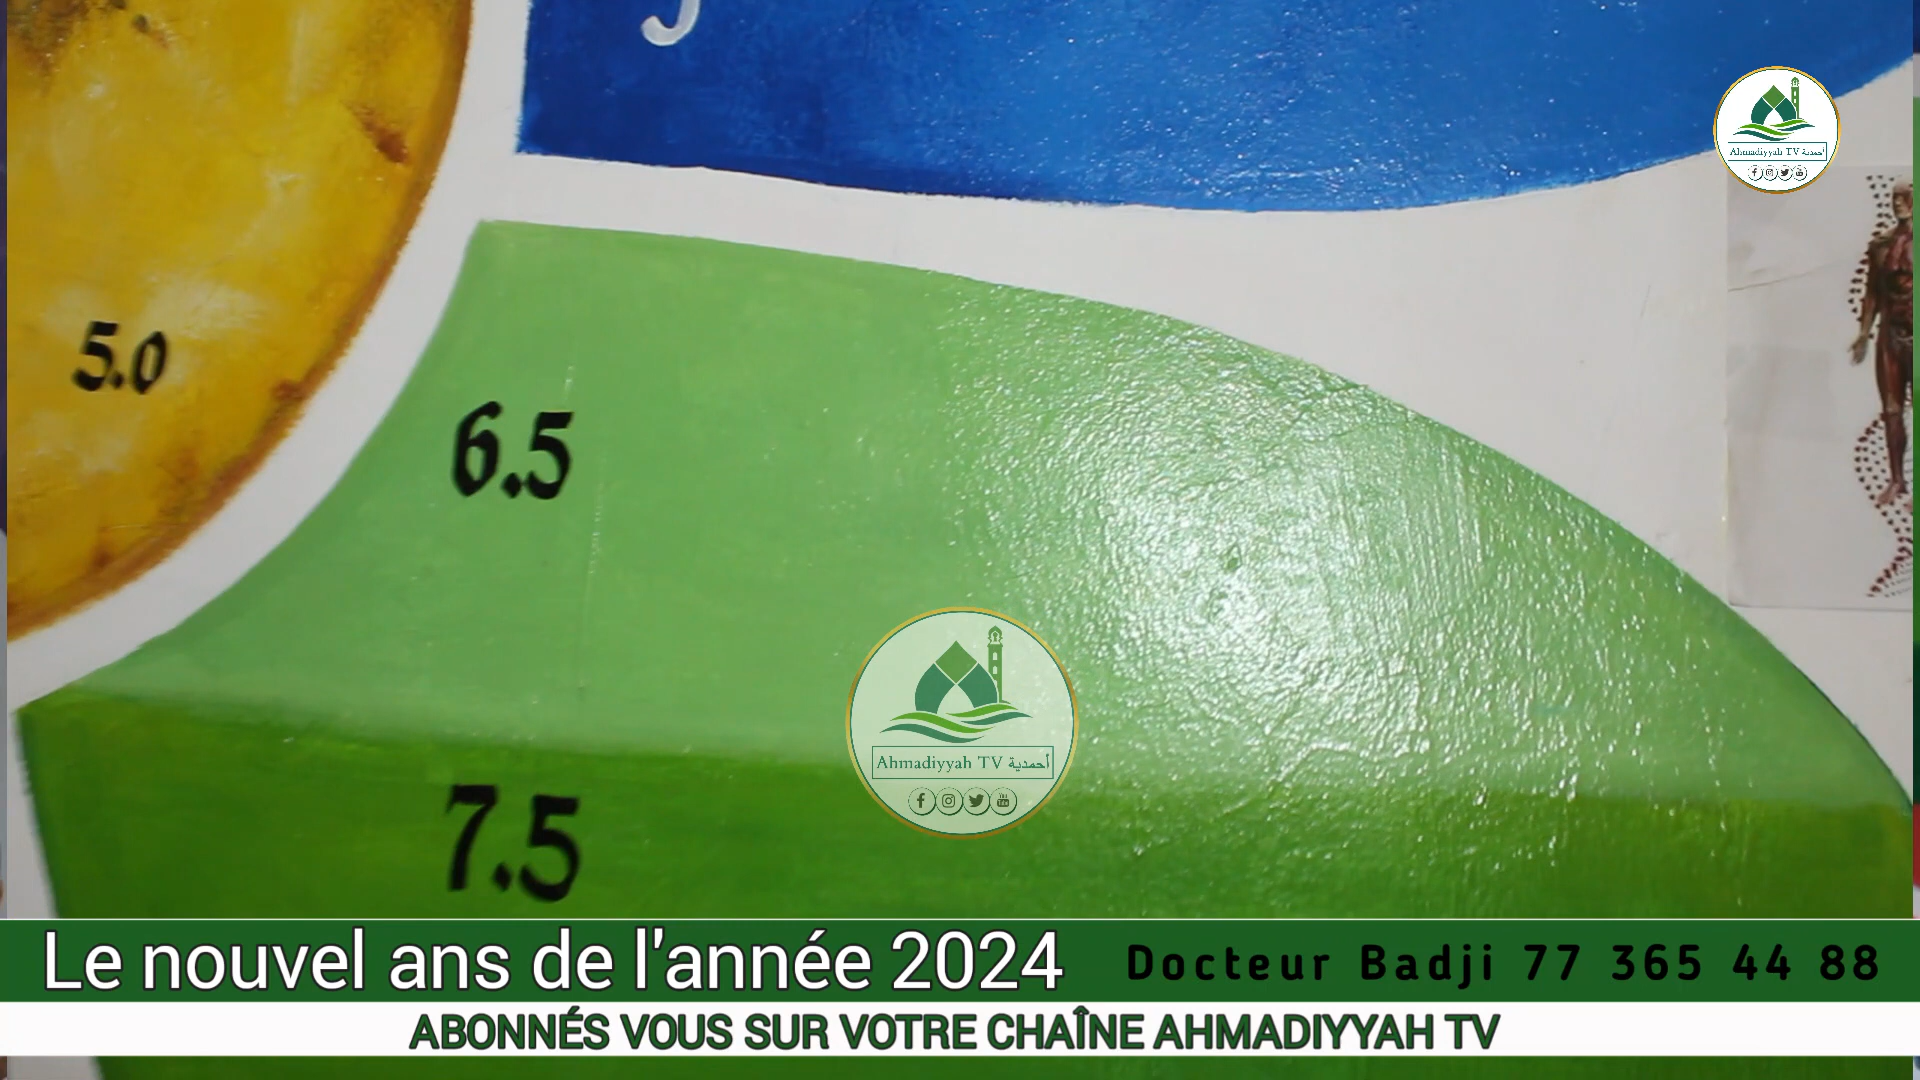 Ahmadiyyah TV أحمدية
5.0
6.5
Ahmadiyyah TV أحمدية
7.5
Le nouvel ans de l'année 2024
Docteur Badji 77 365 44 88
ABONNÉS VOUS SUR VOTRE CHAÎNE AHMADIYYAH TV